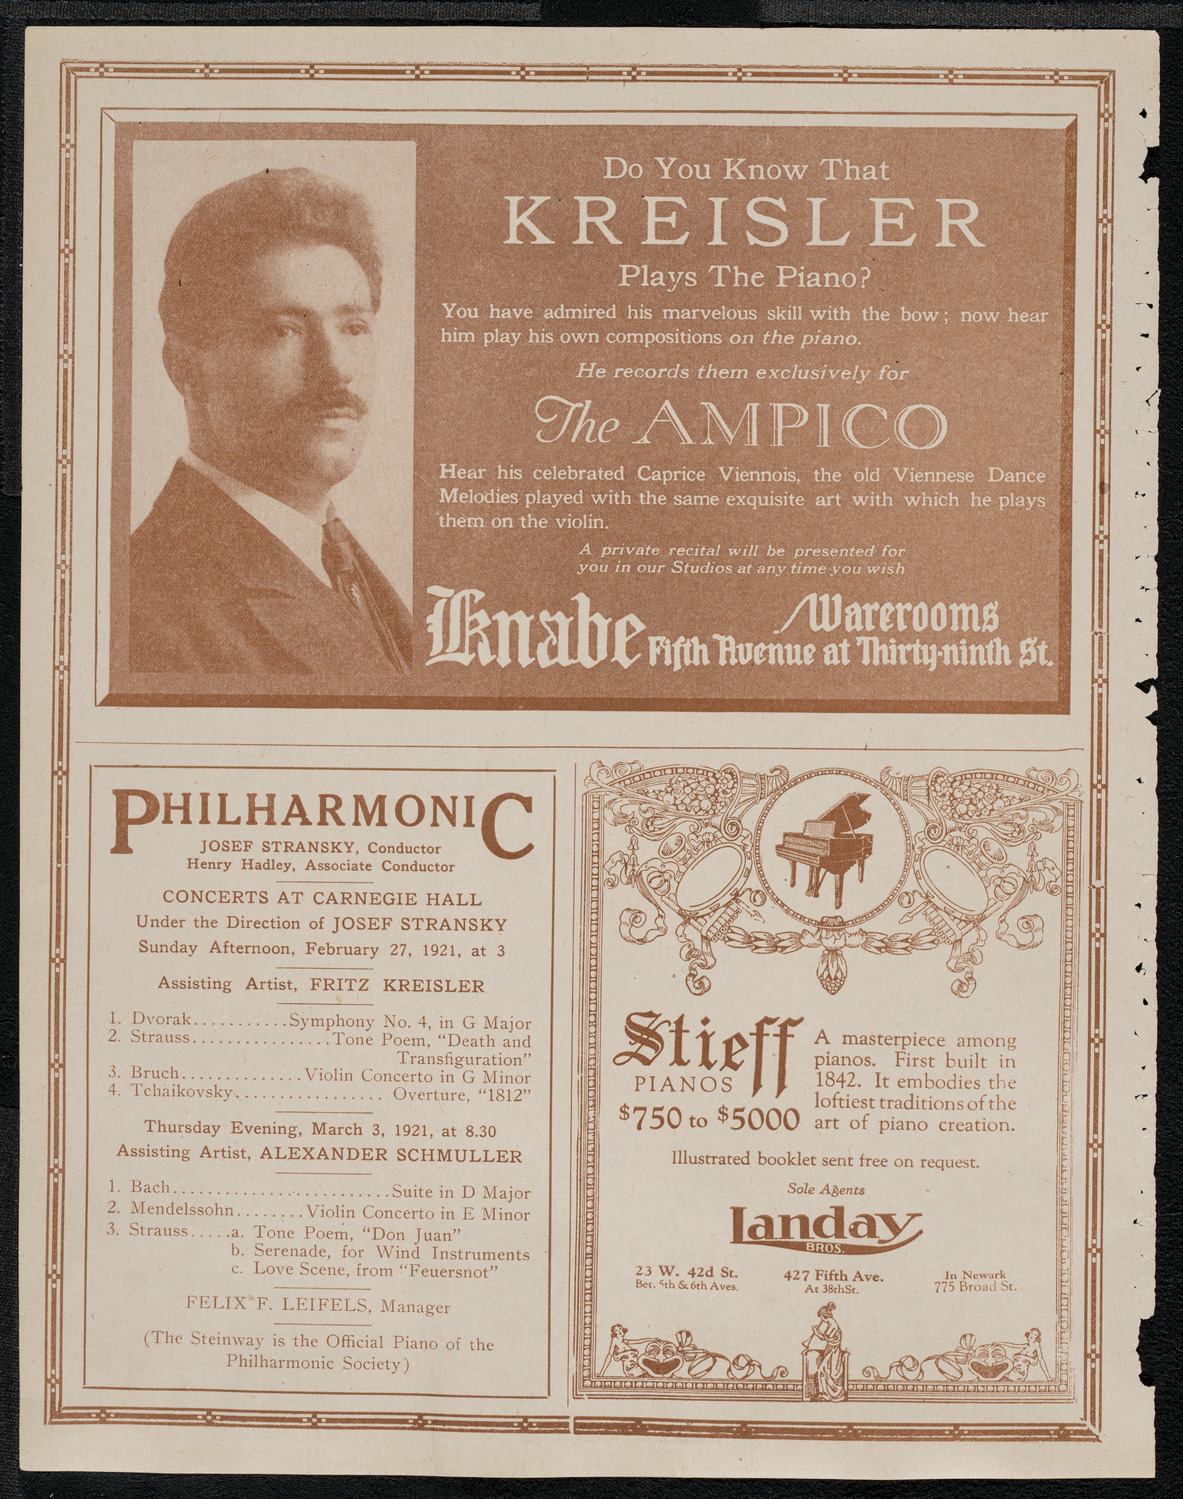 Do You Know That
KREISLER
Plays The Piano?
You have admired his marvelous skill with the bow; now hear
him play his own compositions on the piano.
He records them exclusively for
The AMPICO
Hear his celebrated Caprice Viennois, the old Viennese Dance
Melodies played with the same exquisite art with which he plays
them on the violin.
A private recital will be presented for
you in our Studios at any time you wish
Knabe Warerooms
Fifth Avenue at Thirty-ninth St.
PHILHARMONIC
JOSEF STRANSKY, Conductor
Henry Hadley, Associate Conductor
CONCERTS AT CARNEGIE HALL
Under the Direction of JOSEF STRANSKY
Sunday Afternoon, February 27, 1921, at 3
Assisting Artist, FRITZ KREISLER
1. Dvorak...........Symphony No. 4, in G Major
2. Strauss................Tone Poem, “Death and
Transfiguration”
3. Bruch..............Violin Concerto in G Minor
4. Tchaikovsky................. Overture, “1812”
Thursday Evening, March 3, 1921, at 8.30
Assisting Artist, ALEXANDER SCHMULLER
1. Bach.........................Suite in D Major
2. Mendelssohn........Violin Concerto in E Minor
3. Strauss.....a. Tone Poem, “Don Juan”
b. Serenade, for Wind Instruments
c. Love Scene, from “Feuersnot”
FELIX F. LEIFELS, Manager
(The Steinway is the Official Piano of the
Philharmonic Society)
Stieff
PIANOS
$750 to $5000
A masterpiece among
pianos. First built in
1842. It embodies the
loftiest traditions of the
art of piano creation.
Illustrated booklet sent free on request.
Sole Agents
Landay
BROS.
23 W. 42d St.
Bet. 5th & 6th Aves.
427 Fifth Ave.
At 38th St.
In Newark
775 Broad St.